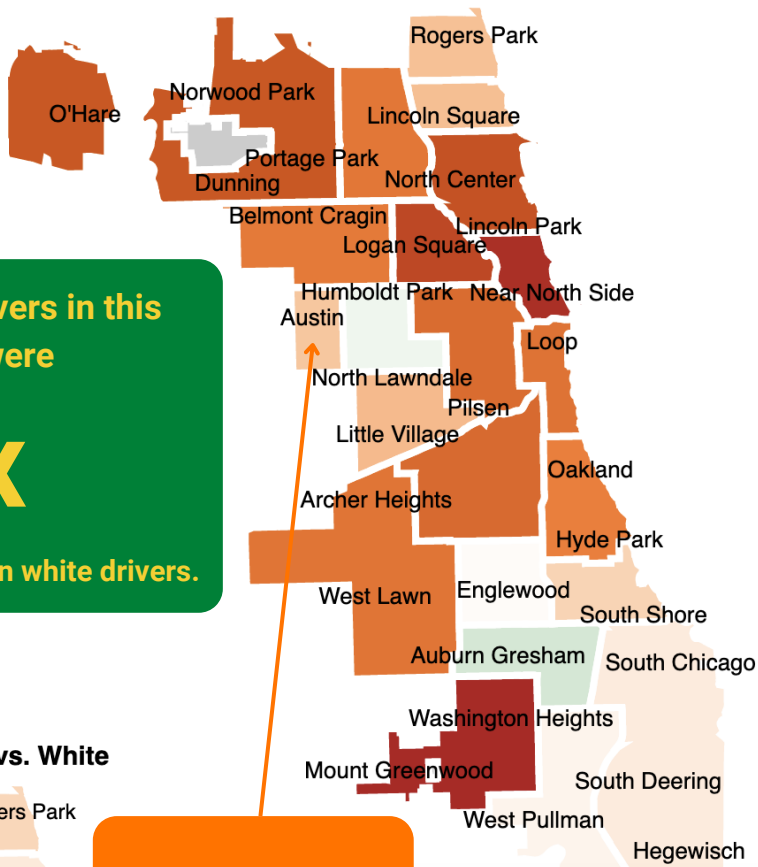 Rogers Park
O'Hare
Norwood Park
Lincoln Square
Portage Park
Dunning
North Center
Belmont Cragin
Lincoln Park
Logan Square
Humboldt Park
Near North Side
Austin
Loop
North Lawndale
Pilsen
Little Village
Oakland
Archer Heights
Hyde Park
Englewood
West Lawn
South Shore
Auburn Gresham
South Chicago
Washington Heights
Mount Greenwood
South Deering
West Pullman
Hegewisch
vers in this
vere
x
n white drivers.
vs. White
ers Park